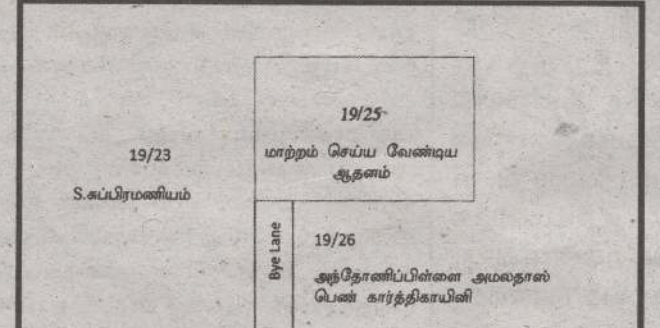 19/25
மாற்றம் செய்ய வேண்டிய
ஆதனம்
19/23
S.சுப்பிரமணியம்
Bye Lane
19/26
அந்தோணிப்பிள்ளை அமலதாஸ்
பெண் கார்த்திகாயினி